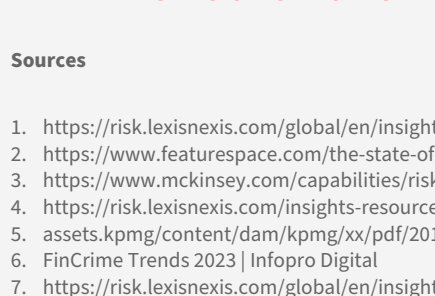 Sources
1. https://risk.lexisnexis.com/global/en/insight
2. https://www.featurespace.com/the-state-of
3. https://www.mckinsey.com/capabilities/risk
4. https://risk.lexisnexis.com/insights-resource
5. assets.kpmg/content/dam/kpmg/xx/pdf/201
6. FinCrime Trends 2023 | Infopro Digital
7. https://risk.lexisnexis.com/global/en/insight